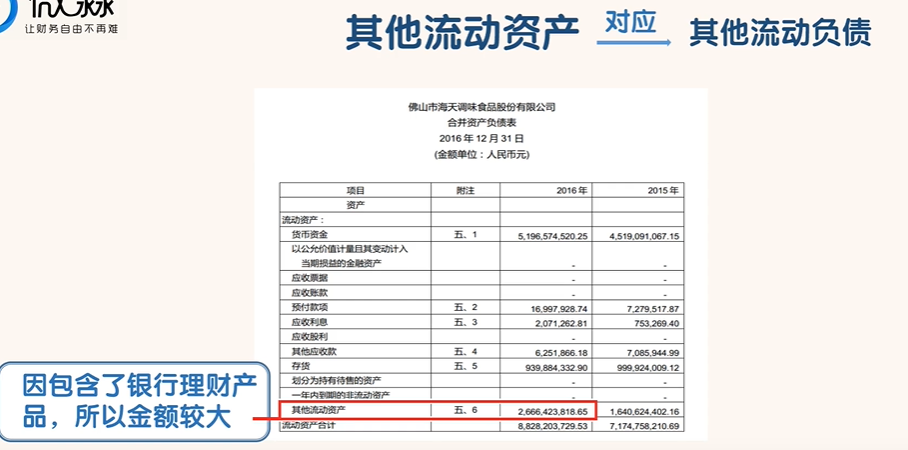 让财务自由不再难
其他流动资产 对应 其他流动负债
佛山市海天调味食品股份有限公司
合并资产负债表
2016 年 12 月 31 日
(金额单位：人民币元)
项目 附注 2016 年 2015 年
资产
流动资产：
货币资金 五、1 5,196,574,520.25 4,519,091,067.15
以公允价值计量且其变动计入
当期损益的金融资产 - -
应收票据 - -
应收账款 - -
预付款项 五、2 16,997,928.74 7,279,517.87
应收利息 五、3 2,071,262.81 753,269.40
应收股利 - -
其他应收款 五、4 6,251,866.18 7,085,944.99
存货 五、5 939,884,332.90 999,924,009.12
划分为持有待售的资产 - -
一年内到期的非流动资产 - -
其他流动资产 五、6 2,666,423,818.65 1,640,624,402.16
流动资产合计 8,828,203,729.53 7,174,758,210.69
因包含了银行理财产
品，所以金额较大